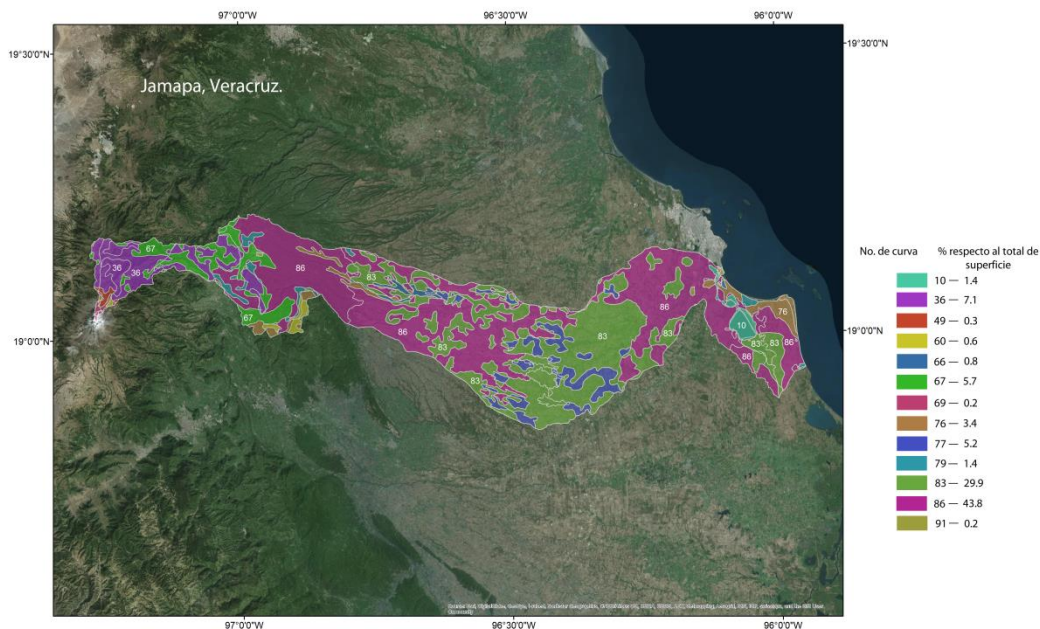 97°0'0"W 96°30'0"W 96°0'0"W
19°30'0"N 19°30'0"N
Jamapa, Veracruz.
67
36
36
86
83
67
86
83
83
83
86
83
76
10
83
83
86
86
19°0'0"N 19°0'0"N
No. de curva % respecto al total de
superficie
10 — 1.4
36 — 7.1
49 — 0.3
60 — 0.6
66 — 0.8
67 — 5.7
69 — 0.2
76 — 3.4
77 — 5.2
79 — 1.4
83 — 29.9
86 — 43.8
91 — 0.2
97°0'0"W 96°30'0"W 96°0'0"W